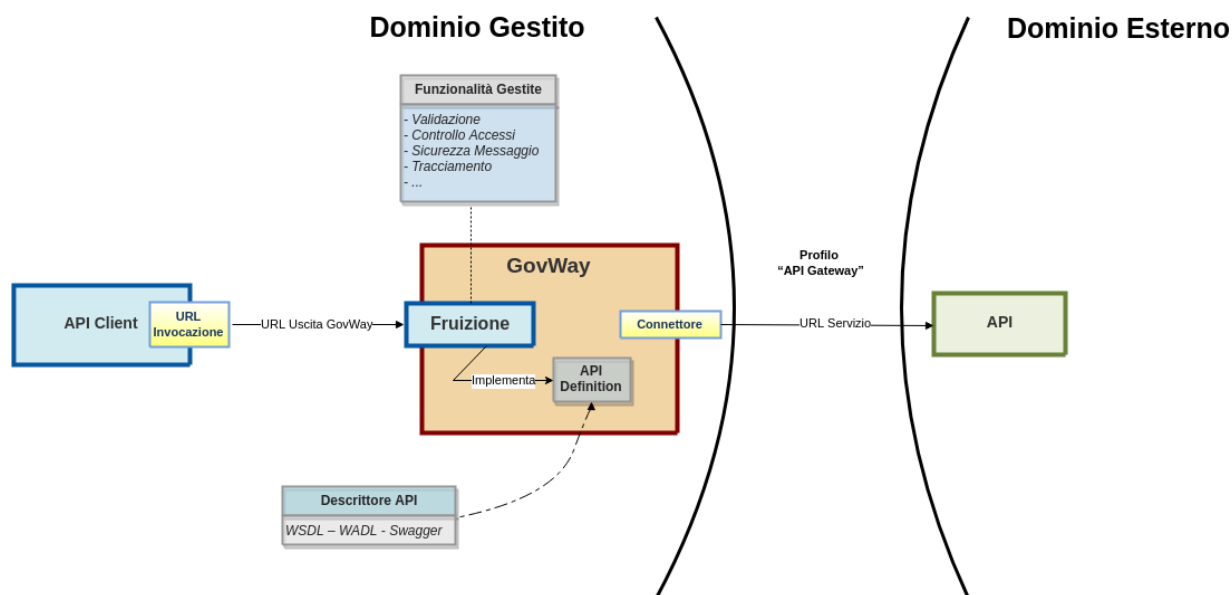 Dominio Gestito
Dominio Esterno
Funzionalità Gestite
- Validazione
- Controllo Accessi
- Sicurezza Messaggio
- Tracciamento
- ...
GovWay
Profilo
“API Gateway”
API Client
URL
Invocazione
URL Uscita GovWay
Fruizione
Connettore
URL Servizio
API
Implementa
API
Definition
Descrittore API
WSDL – WADL - Swagger